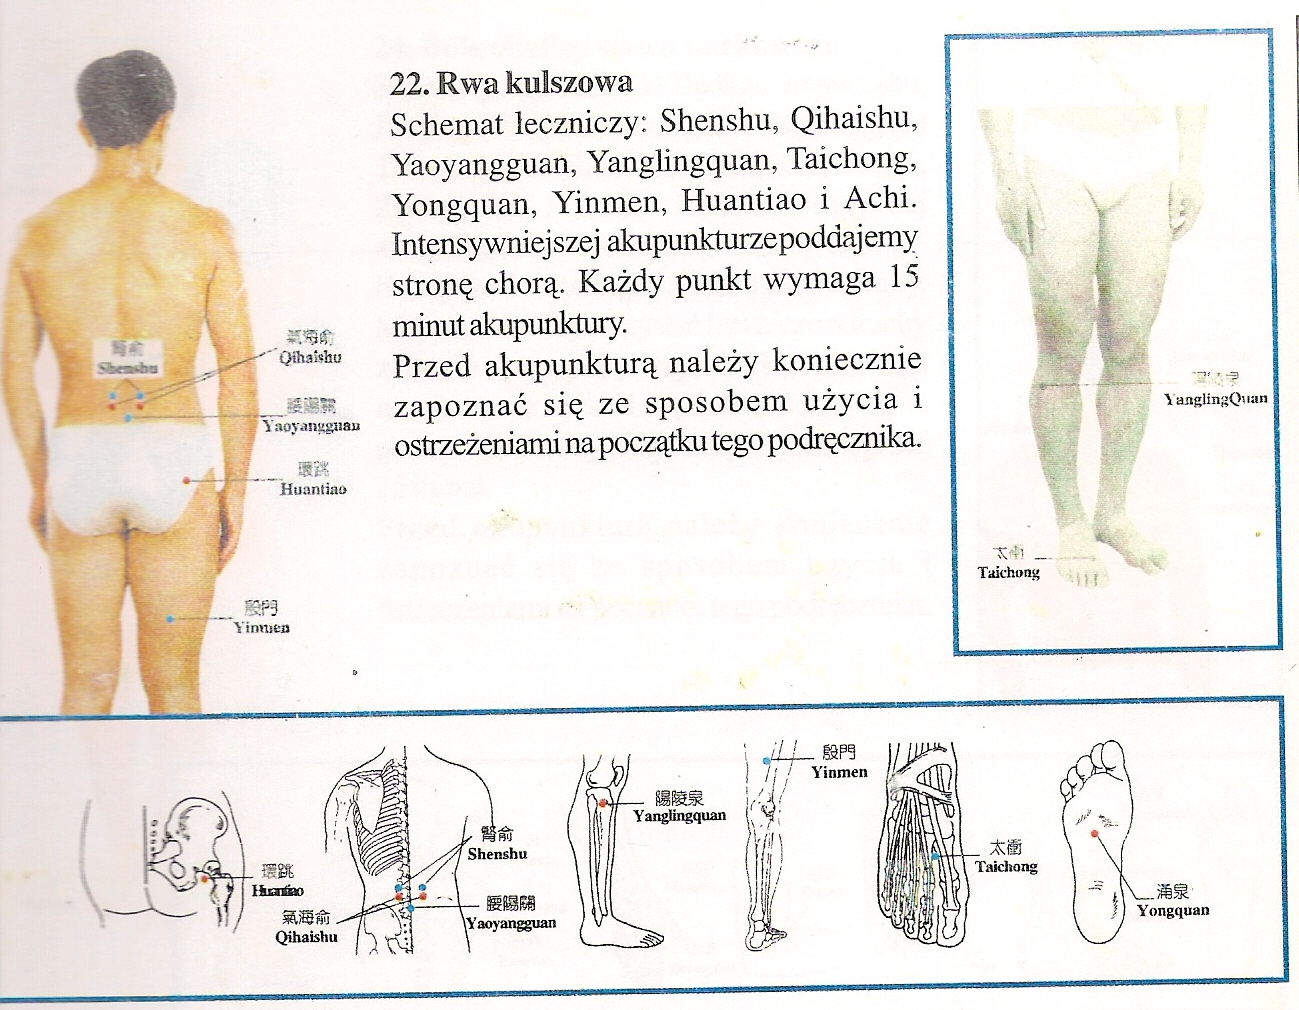 22. Rwa kulszowa
Schemat leczniczy: Shenshu, Qihaishu,
Yaoyangguan, Yanglingquan, Taichong,
Yongquan, Yinmen, Huantiao i Achi.
Intensywniejszej akupunkturze poddajemy
stronę chorą. Każdy punkt wymaga 15
minut akupunktury.
Przed akupunkturą należy koniecznie
zapoznać się ze sposobem użycia i
ostrzeżeniami na początku tego podręcznika.
腎俞
Shenshu
氣海俞
Qihaishu
腰陽關
Yaoyangguan
環跳
Huantiao
殷門
Yinmen
陽陵泉
YanglingQuan
太衝
Taichong
環跳
Huantiao
腎俞
Shenshu
氣海俞
Qihaishu
腰陽關
Yaoyangguan
陽陵泉
Yanglingquan
殷門
Yinmen
太衝
Taichong
涌泉
Yongquan